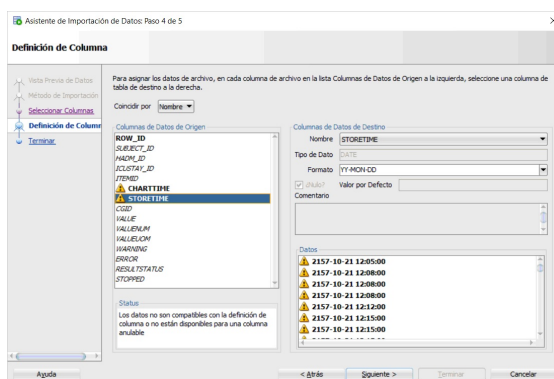 Asistente de Importación de Datos: Paso 4 de 5
Definición de Columna
Vista Previa de Datos
Método de Importación
Seleccionar Columnas
Definición de Column
Terminar
Para asignar los datos de archivo, en cada columna de archivo en la lista Columnas de Datos de Origen a la izquierda, seleccione una columna de
tabla de destino a la derecha.
Coincidir por Nombre
Columnas de Datos de Origen
ROW_ID
SUBJECT_ID
HADM_ID
ICUSTAY_ID
ITEMID
CHARTTIME
STORETIME
CGID
VALUE
VALUENUM
VALUEUOM
WARNING
ERROR
RESULTSTATUS
STOPPED
Status
Los datos no son compatibles con la definición de
columna o no están disponibles para una columna
anulable
Columnas de Datos de Destino
Nombre STORETIME
Tipo de Dato DATE
Formato YY-MON-DD
¿Nulo? Valor por Defecto
Comentario
Datos
2157-10-21 12:05:00
2157-10-21 12:08:00
2157-10-21 12:08:00
2157-10-21 12:08:00
2157-10-21 12:12:00
2157-10-21 12:15:00
2157-10-21 12:15:00
Ayuda
< Atrás
Siguiente >
Terminar
Cancelar